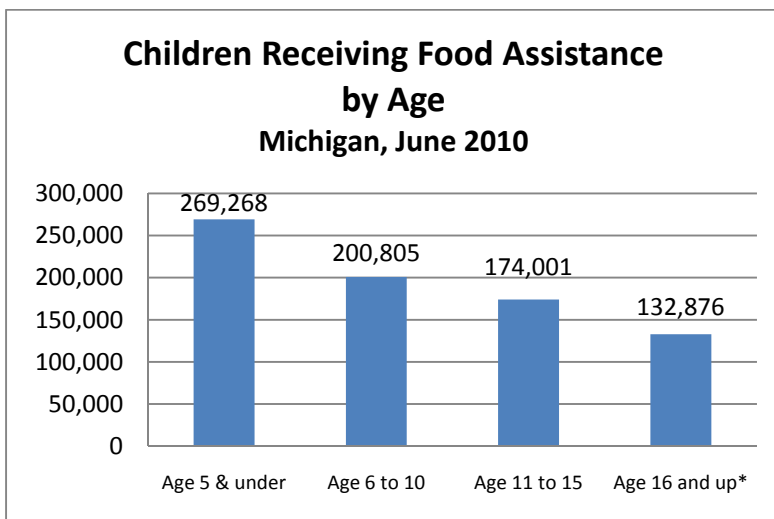 Children Receiving Food Assistance
by Age
Michigan, June 2010
300,000
250,000
200,000
150,000
100,000
50,000
0
269,268
200,805
174,001
132,876
Age 5 & under
Age 6 to 10
Age 11 to 15
Age 16 and up*